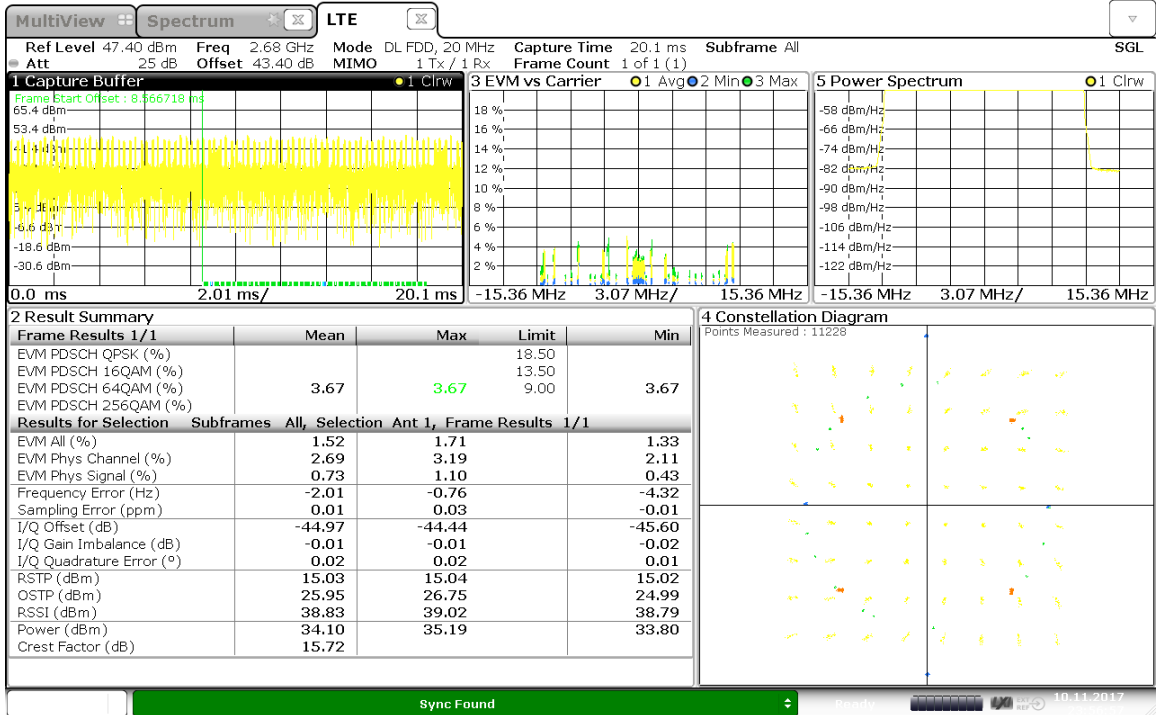 MultiView Spectrum X LTE X
Ref Level 47.40 dBm Freq 2.68 GHz Mode DL FDD, 20 MHz Capture Time 20.1 ms Subframe All SGL
Att 25 dB Offset 43.40 dB MIMO 1 Tx / 1 Rx Frame Count 1 of 1 (1)
1 Capture Buffer 1 Clrw
Frame Start Offset : 8.566718 ms
65.4 dBm
53.4 dBm
-6.6 dBm
-18.6 dBm
-30.6 dBm
0.0 ms 2.01 ms/ 20.1 ms
3 EVM vs Carrier 1 Avg 2 Min 3 Max
18 %
16 %
14 %
12 %
10 %
8 %
6 %
4 %
2 %
-15.36 MHz 3.07 MHz/ 15.36 MHz
5 Power Spectrum 1 Clrw
-58 dBm/Hz
-66 dBm/Hz
-74 dBm/Hz
-82 dBm/Hz
-90 dBm/Hz
-98 dBm/Hz
-106 dBm/Hz
-114 dBm/Hz
-122 dBm/Hz
-15.36 MHz 3.07 MHz/ 15.36 MHz
2 Result Summary
Frame Results 1/1 Mean Max Limit Min
EVM PDSCH QPSK (%) 18.50
EVM PDSCH 16QAM (%) 13.50
EVM PDSCH 64QAM (%) 3.67 3.67 9.00 3.67
EVM PDSCH 256QAM (%)
Results for Selection Subframes All, Selection Ant 1, Frame Results 1/1
EVM All (%) 1.52 1.71 1.33
EVM Phys Channel (%) 2.69 3.19 2.11
EVM Phys Signal (%) 0.73 1.10 0.43
Frequency Error (Hz) -2.01 -0.76 -4.32
Sampling Error (ppm) 0.01 0.03 -0.01
I/Q Offset (dB) -44.97 -44.44 -45.60
I/Q Gain Imbalance (dB) -0.01 -0.01 -0.02
I/Q Quadrature Error (º) 0.02 0.02 0.01
RSTP (dBm) 15.03 15.04 15.02
OSTP (dBm) 25.95 26.75 24.99
RSSI (dBm) 38.83 39.02 38.79
Power (dBm) 34.10 35.19 33.80
Crest Factor (dB) 15.72
4 Constellation Diagram
Points Measured : 11228
Sync Found
Ready
LXI
EXT
REF
10.11.2017